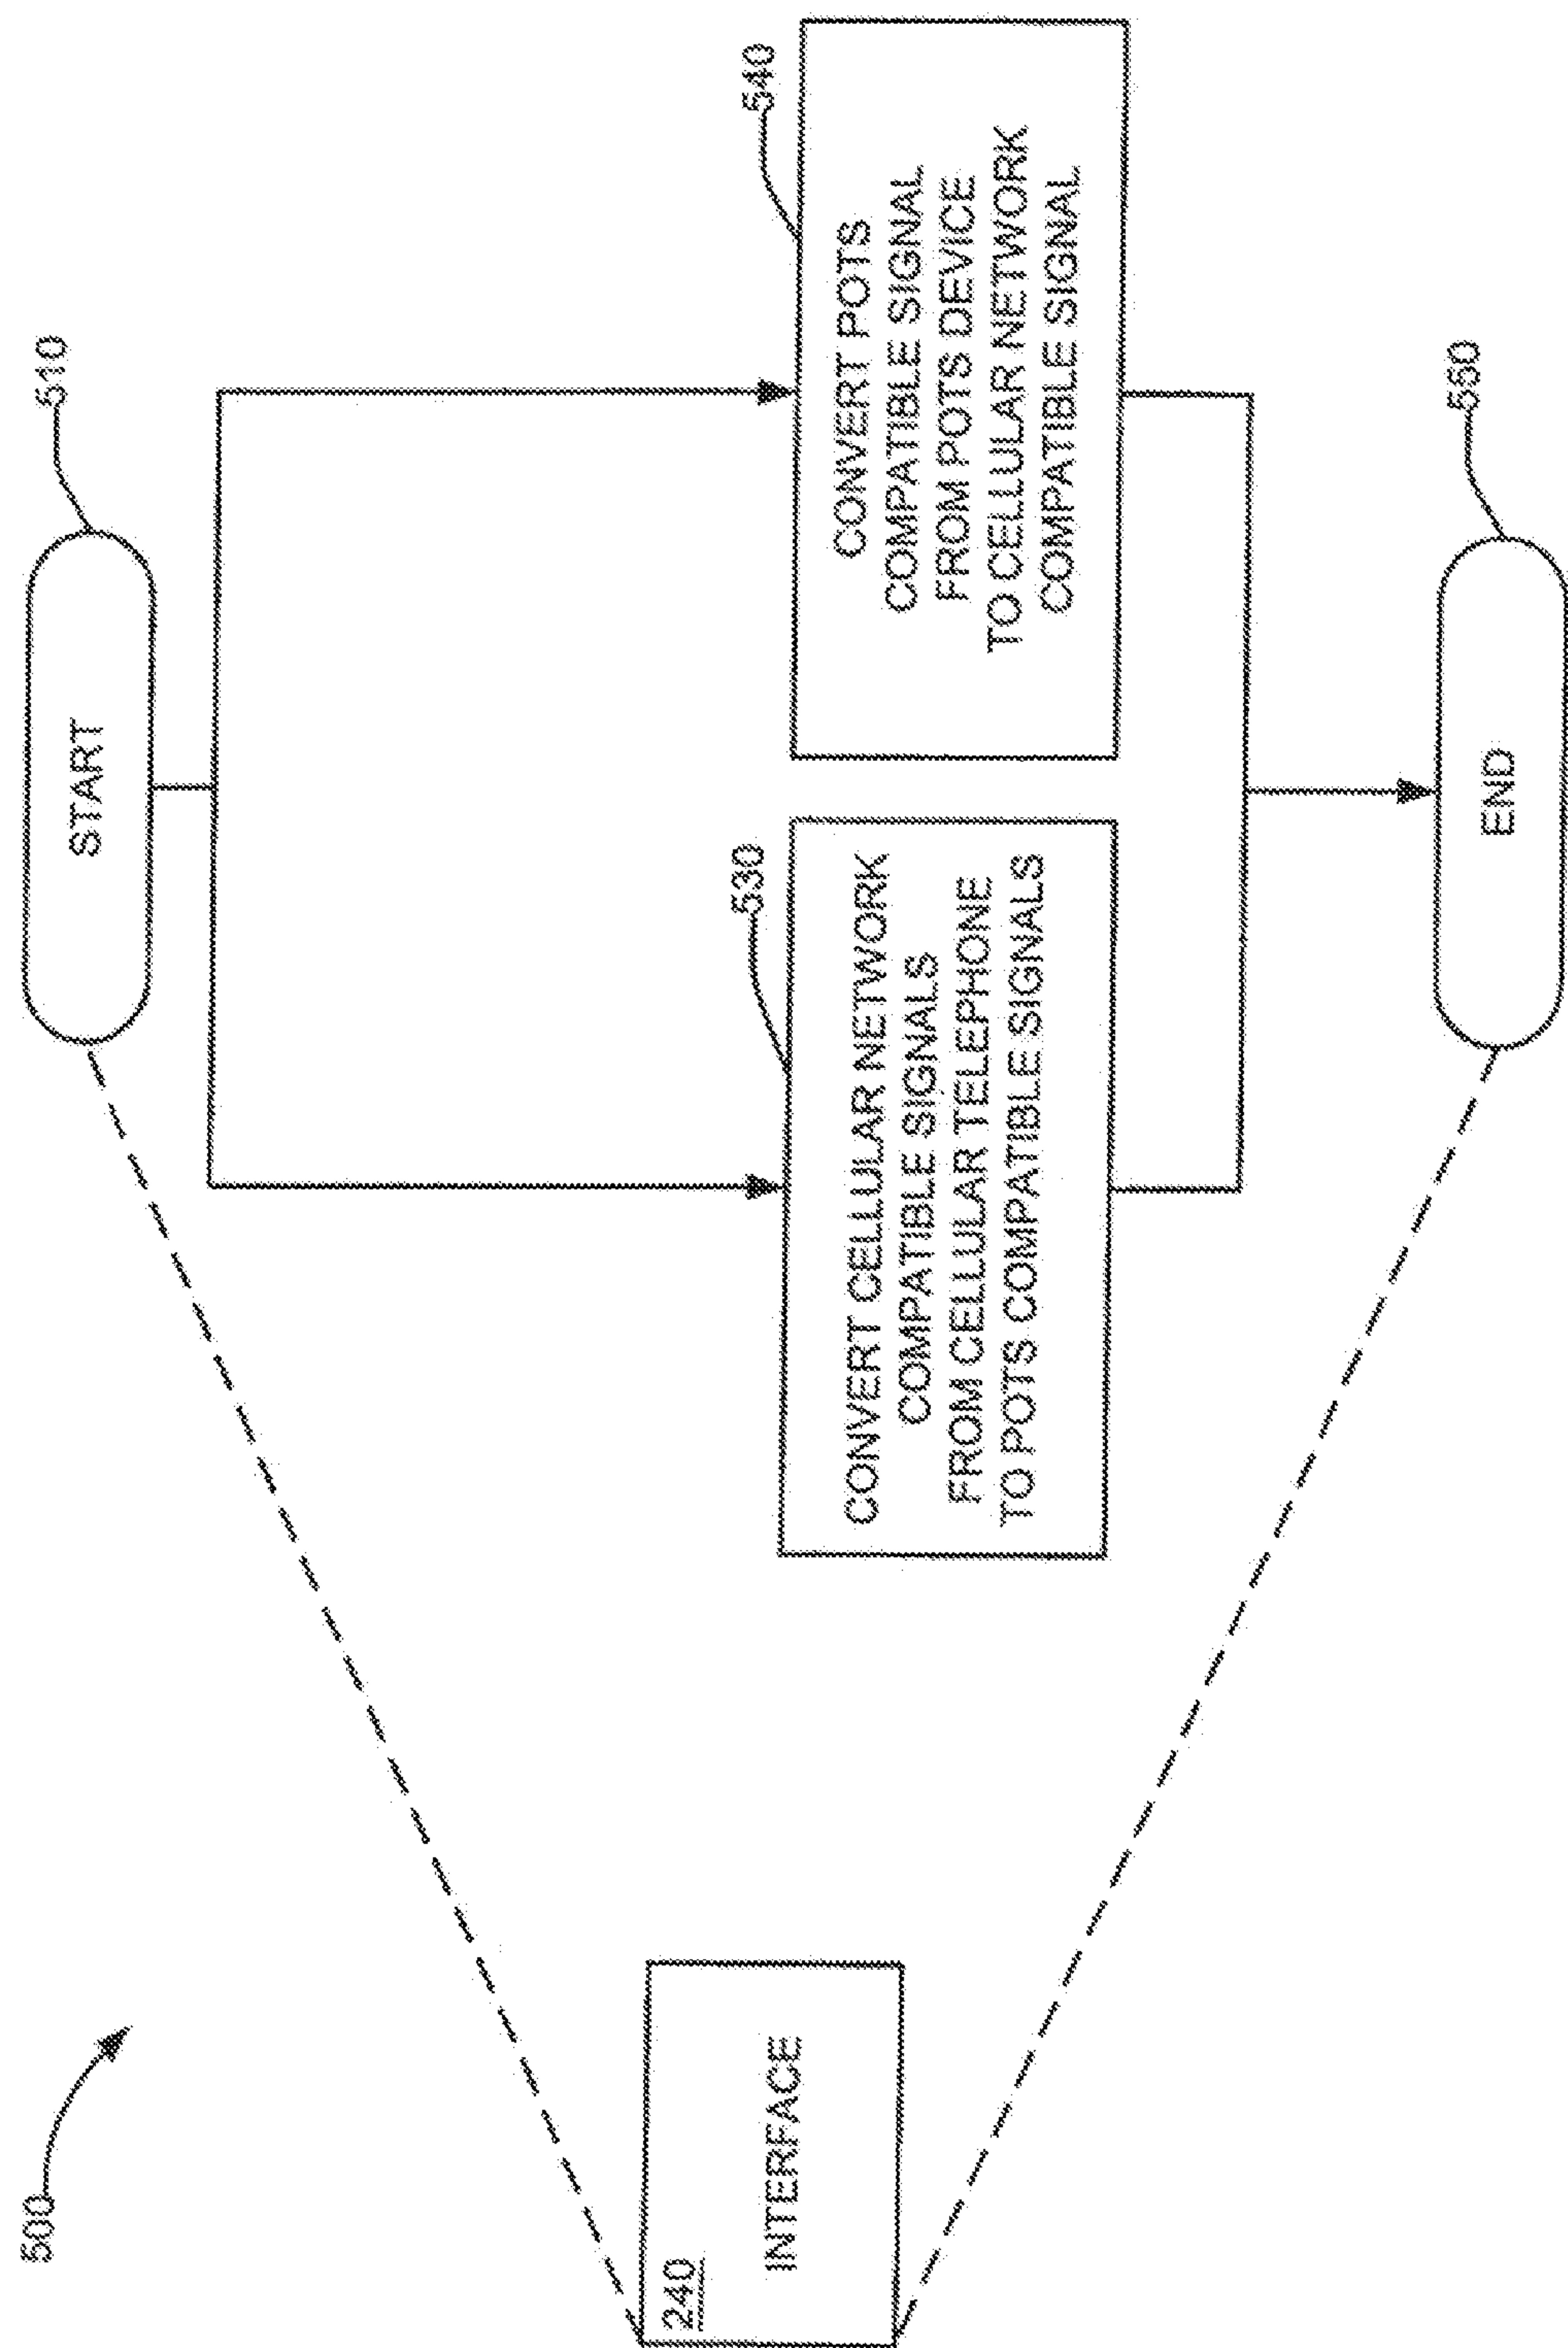 500
240
INTERFACE
START
510
CONVERT CELLULAR NETWORK
COMPATIBLE SIGNALS
FROM CELLULAR TELEPHONE
TO POTS COMPATIBLE SIGNALS
530
CONVERT POTS
COMPATIBLE SIGNAL
FROM POTS DEVICE
TO CELLULAR NETWORK
COMPATIBLE SIGNAL
540
END
550